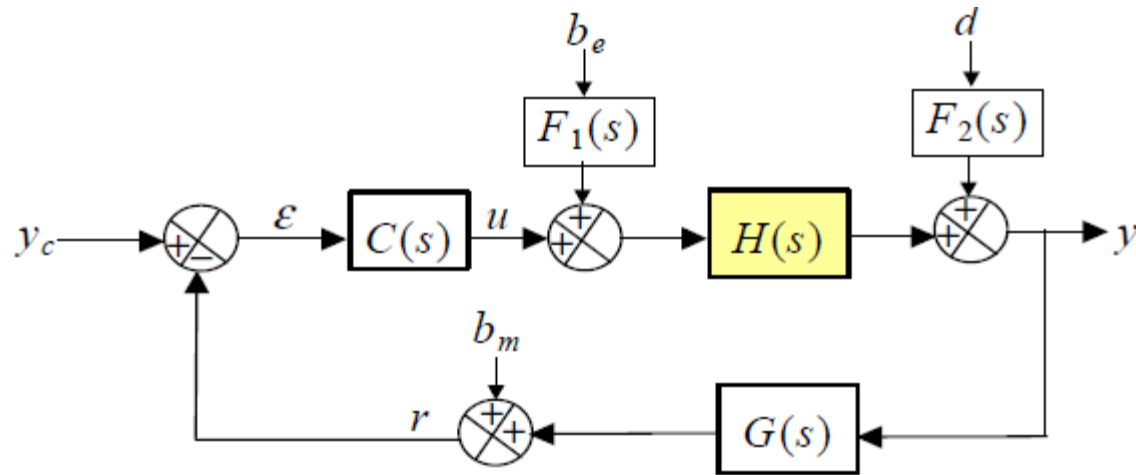 b_e
d
F_1(s)
F_2(s)
y_c
+
−
ε
C(s)
u
+
+
H(s)
+
+
y
b_m
r
+
+
G(s)